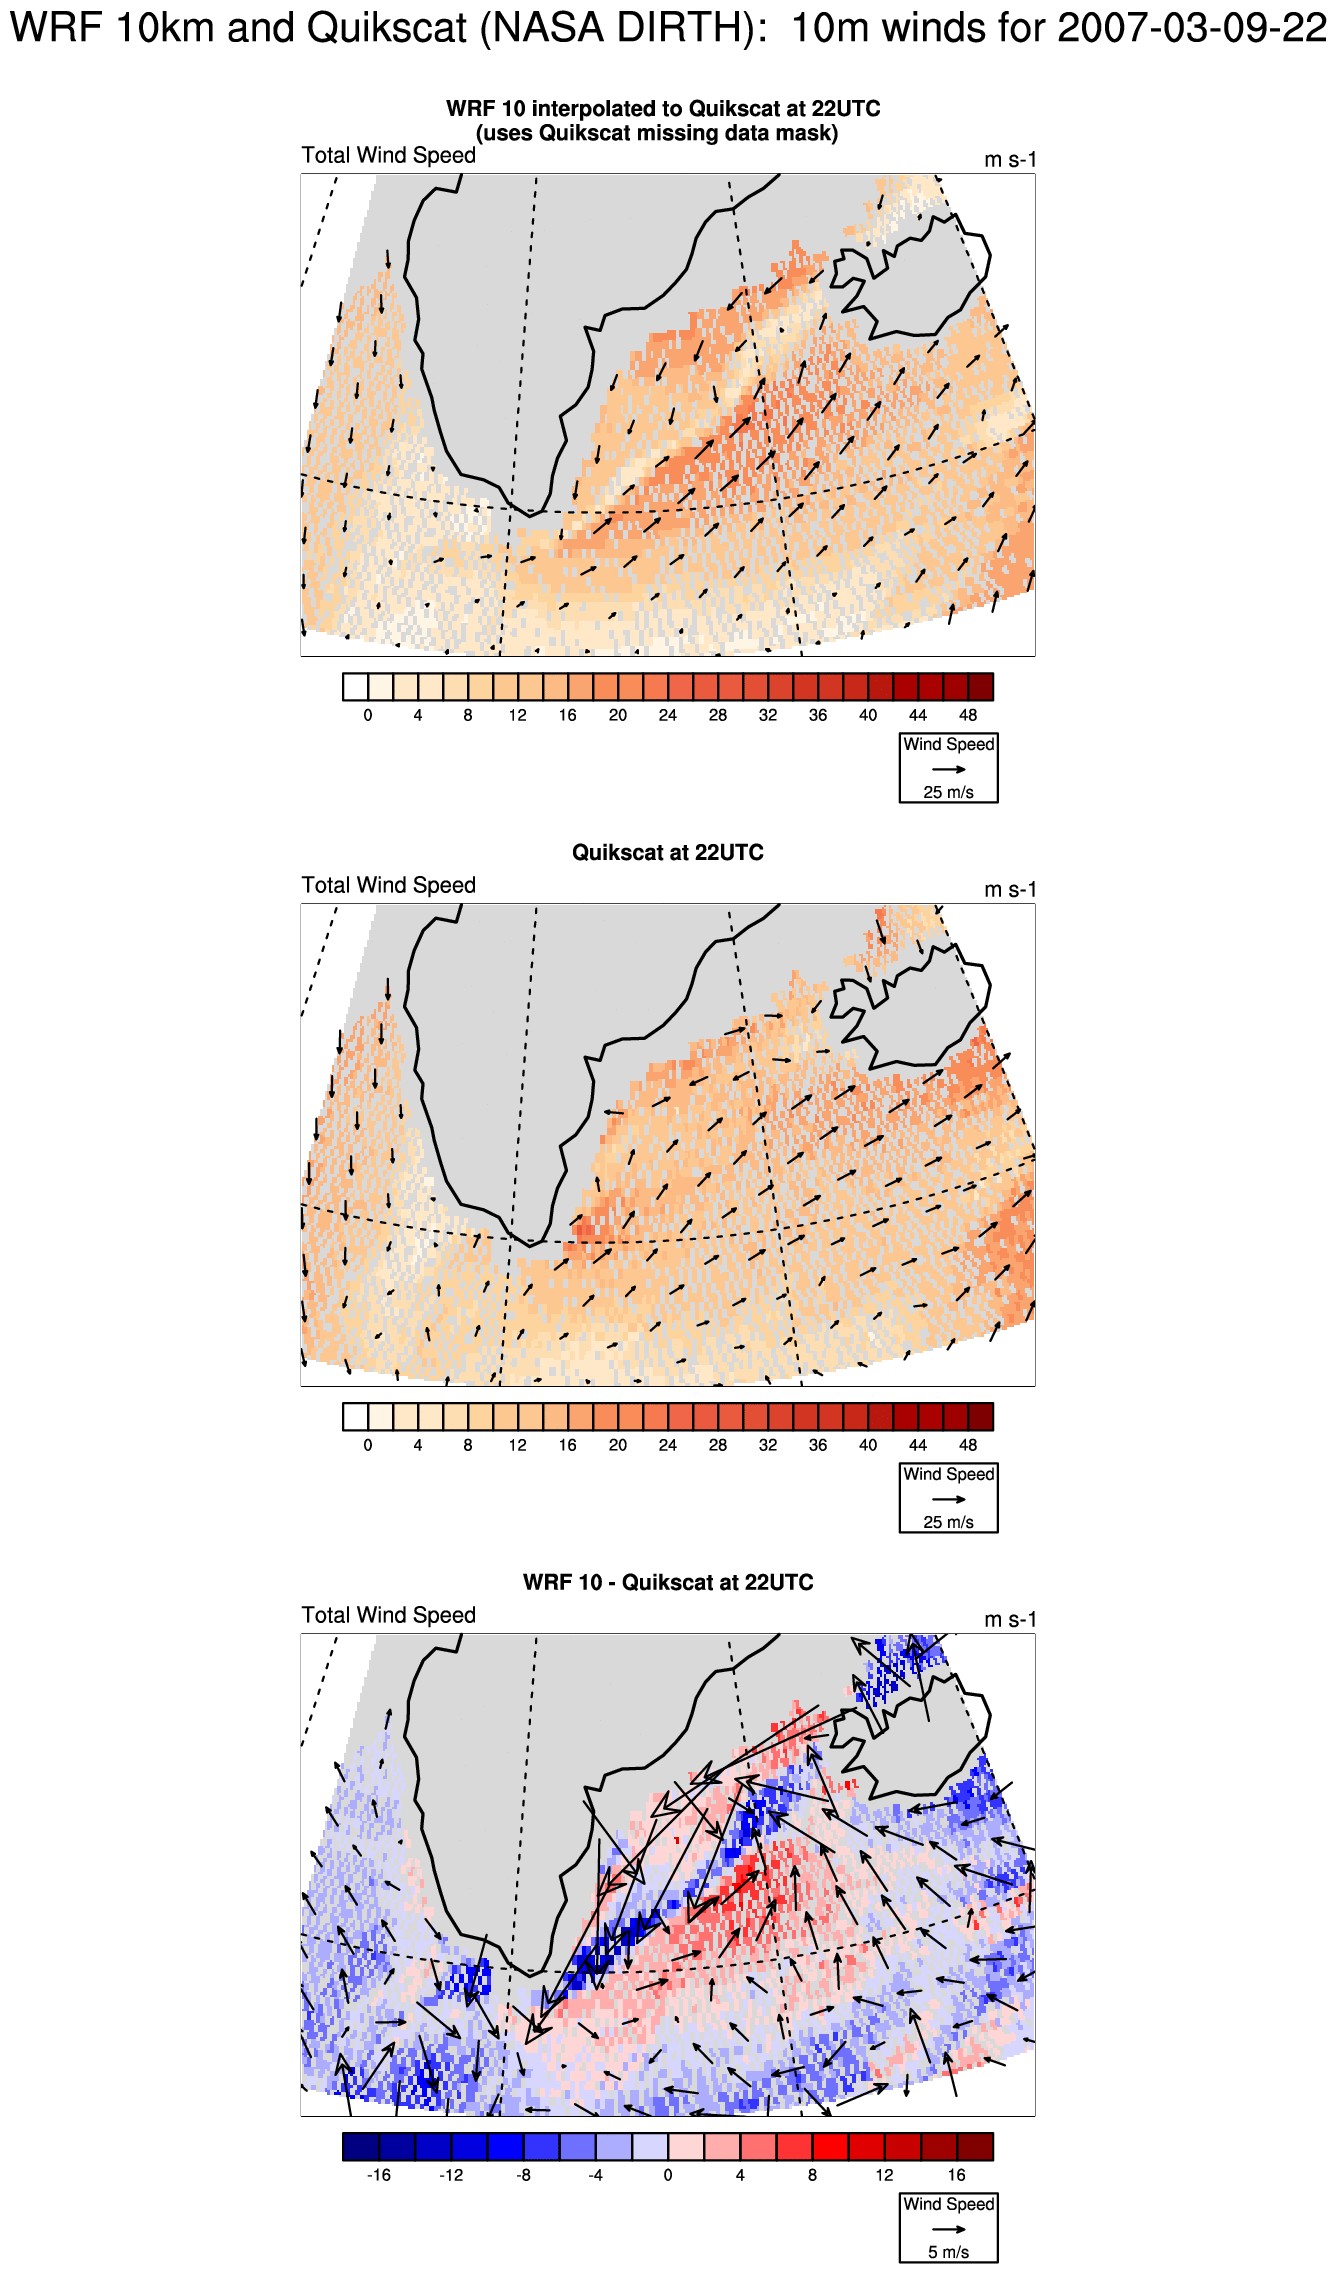 WRF 10km and Quikscat (NASA DIRTH):  10m winds for 2007-03-09-22
WRF 10 interpolated to Quikscat at 22UTC
(uses Quikscat missing data mask)
Total Wind Speed m s-1
0 4 8 12 16 20 24 28 32 36 40 44 48
Wind Speed
25 m/s
Quikscat at 22UTC
Total Wind Speed m s-1
0 4 8 12 16 20 24 28 32 36 40 44 48
Wind Speed
25 m/s
WRF 10 - Quikscat at 22UTC
Total Wind Speed m s-1
-16 -12 -8 -4 0 4 8 12 16
Wind Speed
5 m/s